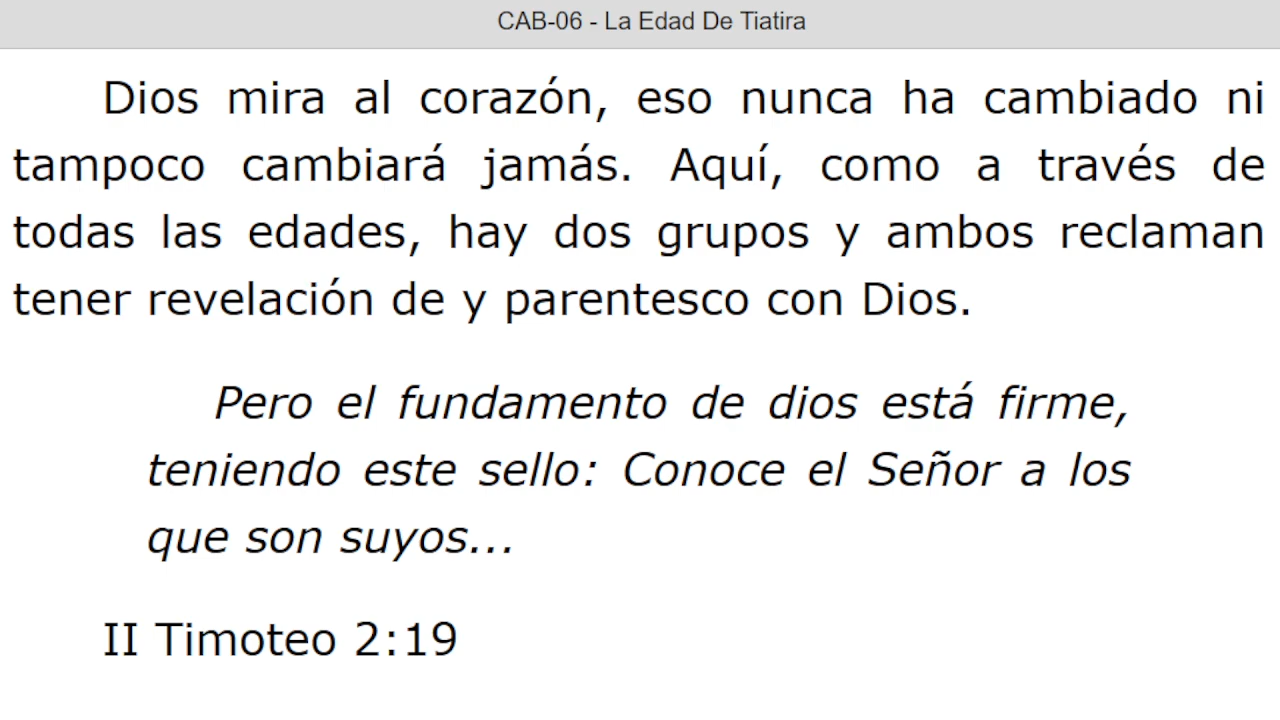 CAB-06 - La Edad De Tiatira
Dios mira al corazón, eso nunca ha cambiado ni
tampoco cambiará jamás. Aquí, como a través de
todas las edades, hay dos grupos y ambos reclaman
tener revelación de y parentesco con Dios.
Pero el fundamento de dios está firme,
teniendo este sello: Conoce el Señor a los
que son suyos...
II Timoteo 2:19